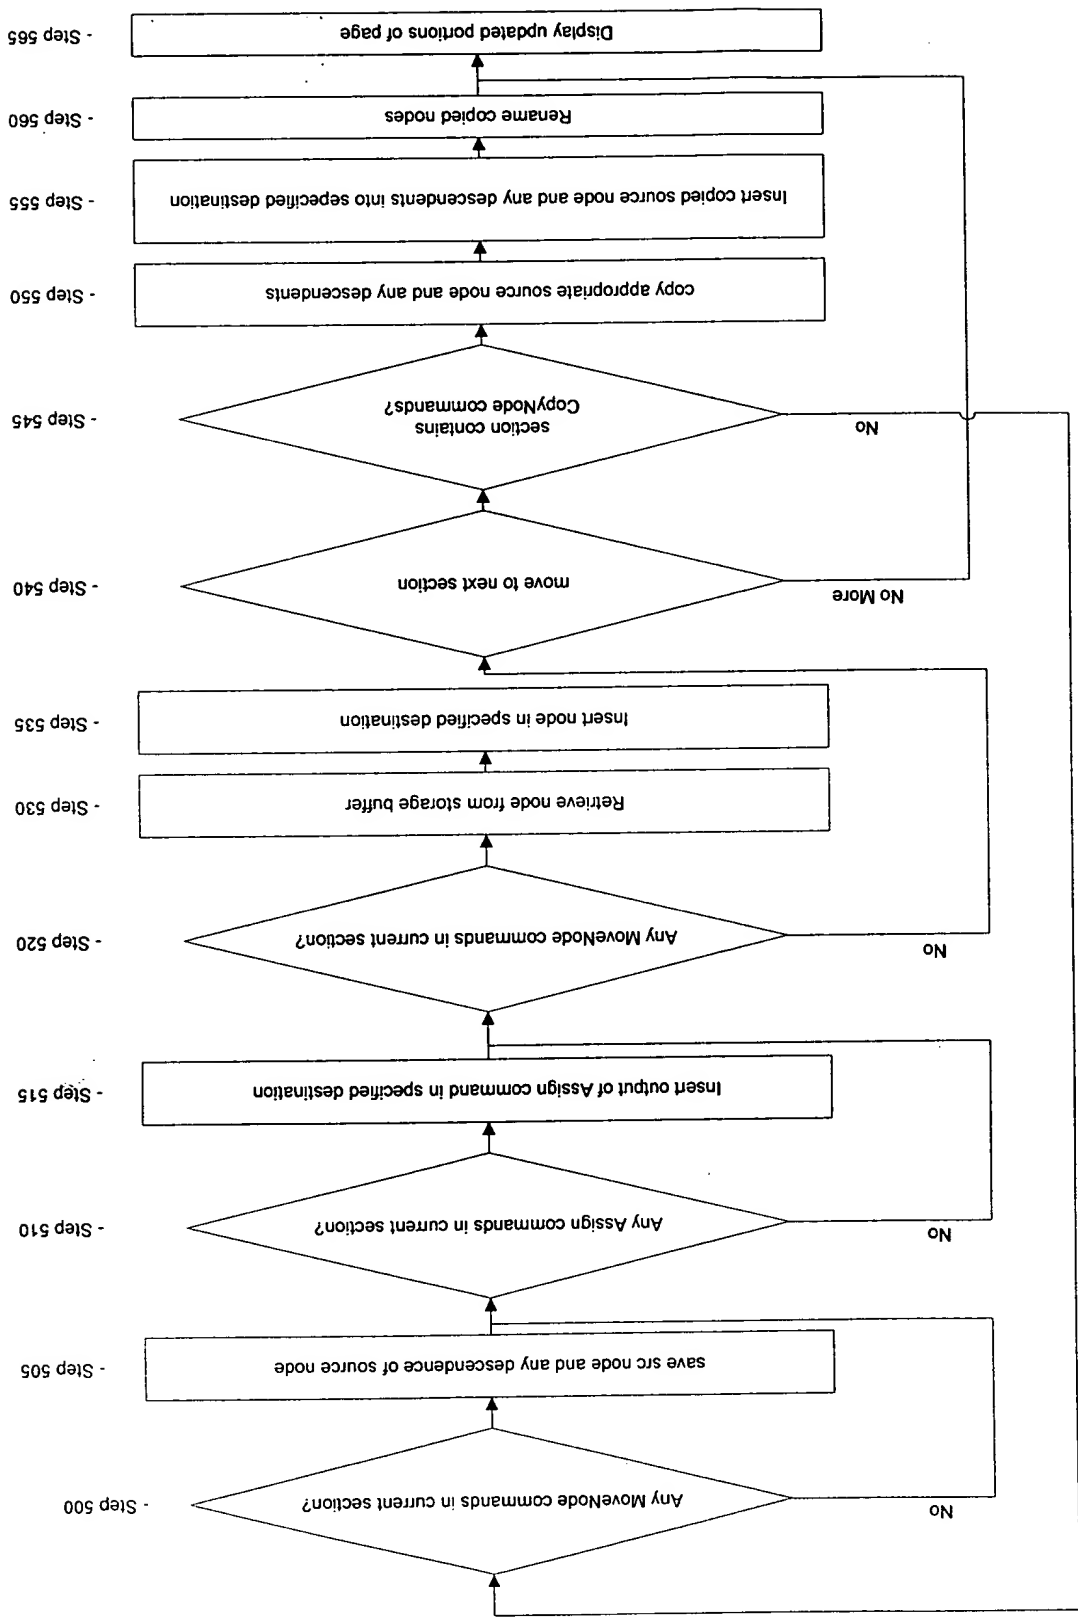 Any MoveNode commands in current section?
- Step 500
No
save src node and any descendence of source node
- Step 505
Any Assign commands in current section?
- Step 510
No
Insert output of Assign command in specified destination
- Step 515
Any MoveNode commands in current section?
- Step 520
No
Retrieve node from storage buffer
- Step 530
Insert node in specified destination
- Step 535
move to next section
- Step 540
No More
section contains
CopyNode commands?
- Step 545
No
copy appropriate source node and any descendents
- Step 550
Insert copied source node and any descendents into sepecified destination
- Step 555
Rename copied nodes
- Step 560
Display updated portions of page
- Step 565